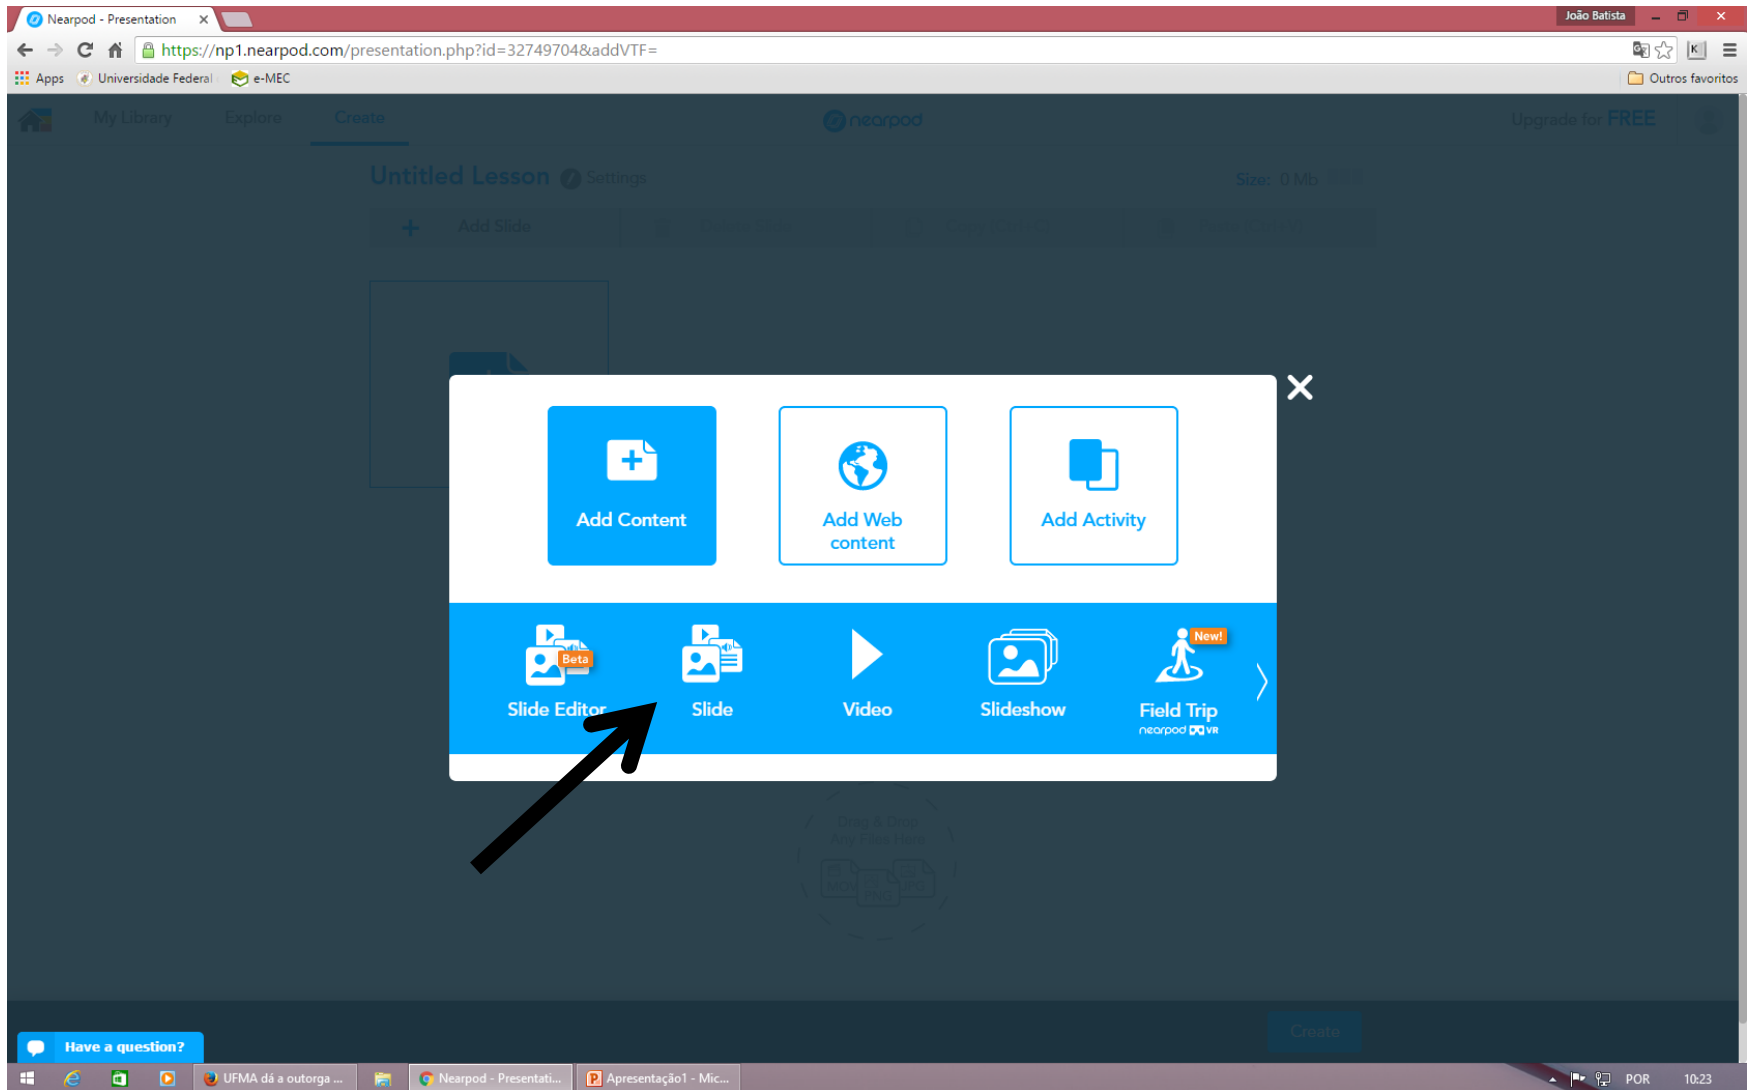 Nearpod - Presentation
João Batista
https://np1.nearpod.com/presentation.php?id=32749704&addVTF=
Apps Universidade Federal e-MEC Outros favoritos
My Library Explore Create nearpod Upgrade for FREE
Untitled Lesson Settings Size: 0 Mb
Add Slide
Add Content
Add Web
content
Add Activity
Beta
New!
Slide Editor Slide Video Slideshow Field Trip
nearpod VR
Drag & Drop
Any Files Here
MOV PNG JPG
Create
Have a question?
UFMA dá a outorga ... Nearpod - Presentati... Apresentação1 - Mic... POR 10:23